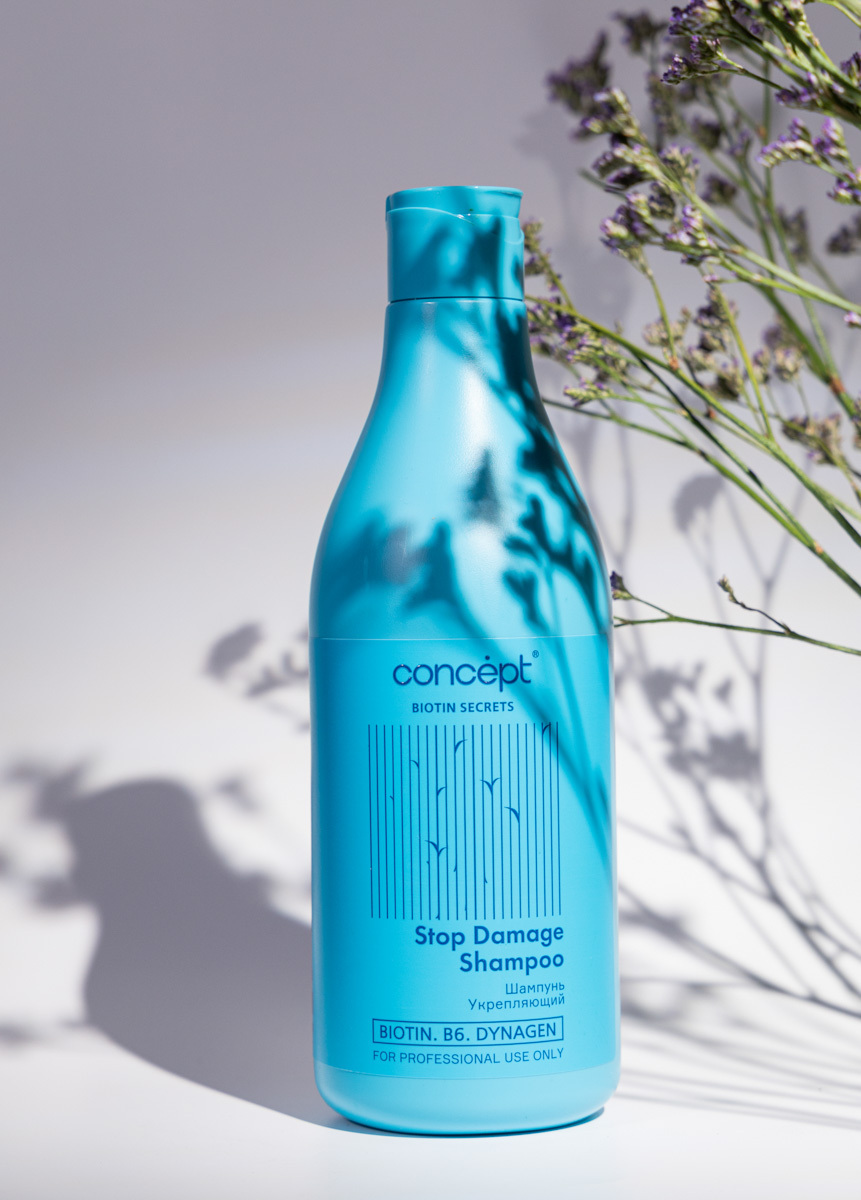 concept®
BIOTIN SECRETS
Stop Damage
Shampoo
Шампунь
Укрепляющий
BIOTIN. B6. DYNAGEN
FOR PROFESSIONAL USE ONLY